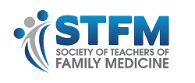 STFM
SOCIETY OF TEACHERS OF
FAMILY MEDICINE